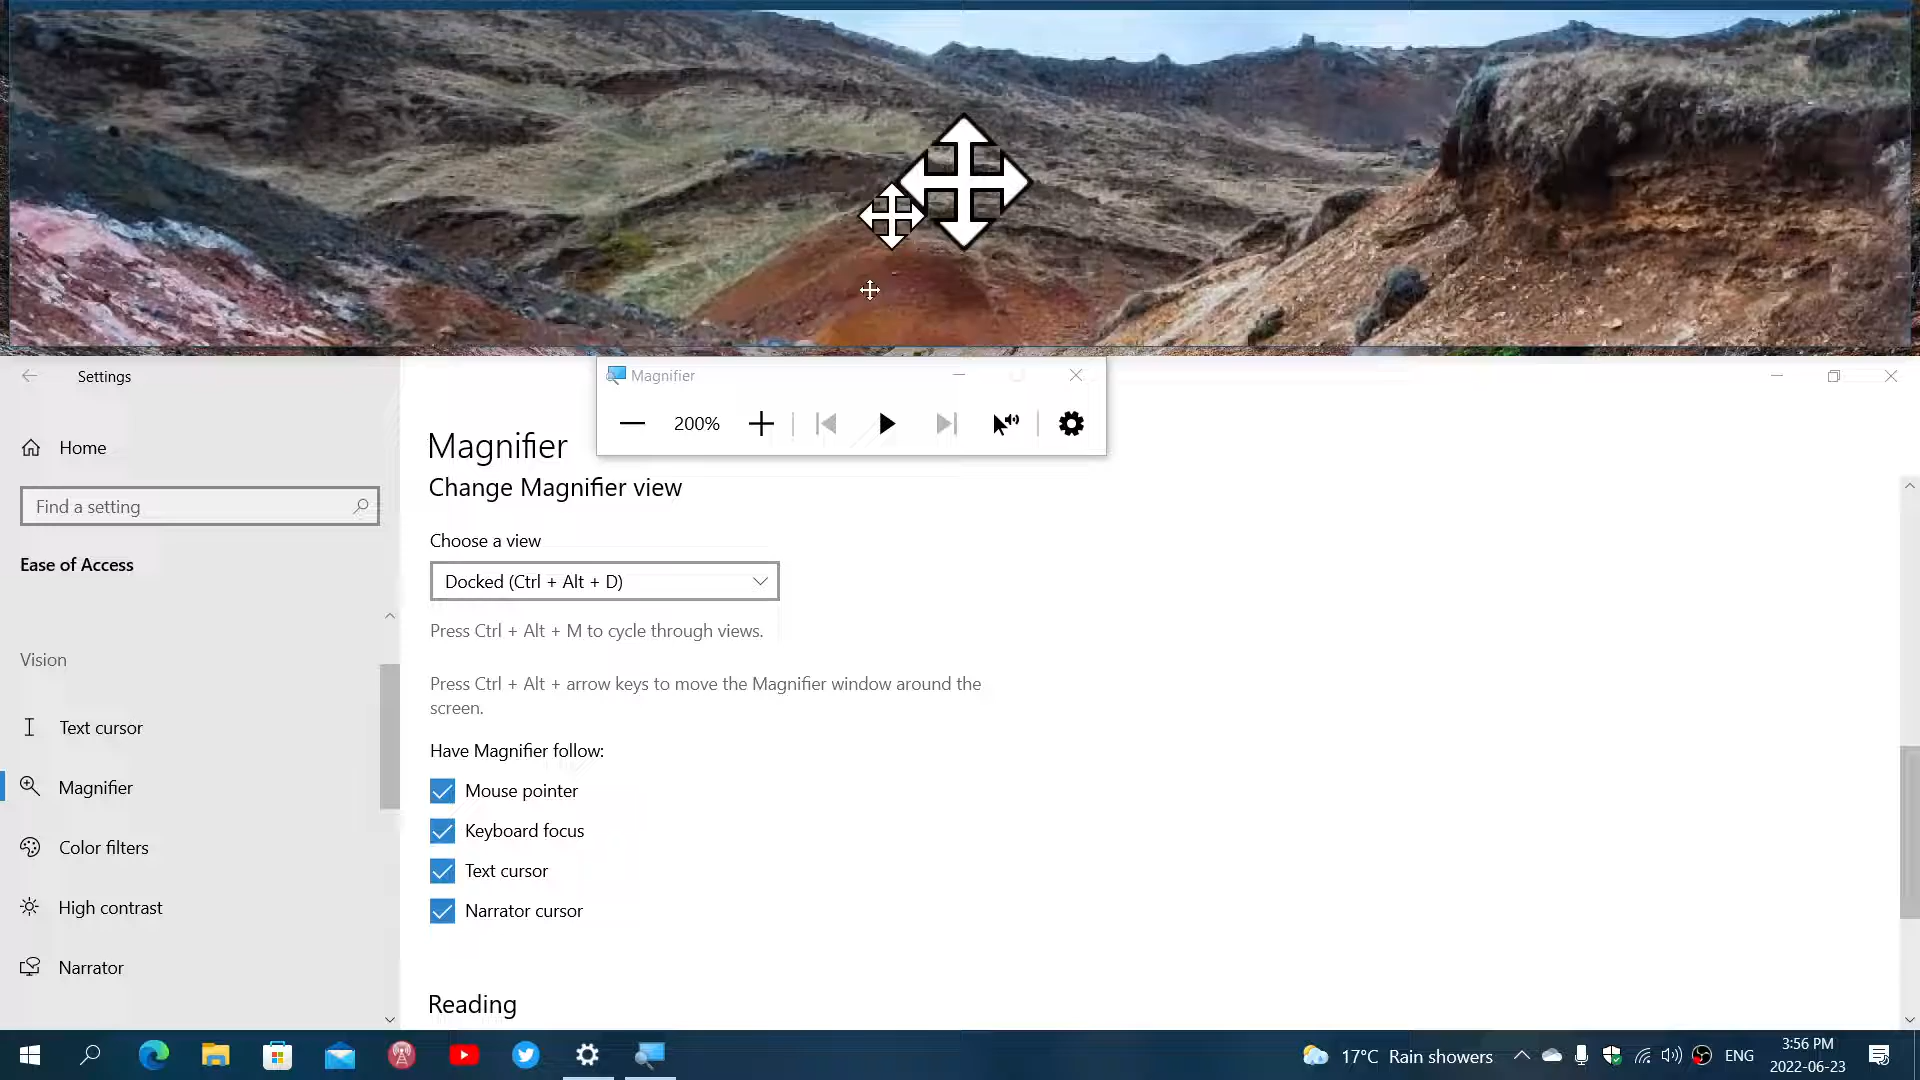 Settings
Magnifier
200%
Home
Find a setting
Ease of Access
Vision
Text cursor
Magnifier
Color filters
High contrast
Narrator
Magnifier
Change Magnifier view
Choose a view
Docked (Ctrl + Alt + D)
Press Ctrl + Alt + M to cycle through views.
Press Ctrl + Alt + arrow keys to move the Magnifier window around the
screen.
Have Magnifier follow:
Mouse pointer
Keyboard focus
Text cursor
Narrator cursor
Reading
17°C Rain showers
ENG
3:56 PM
2022-06-23